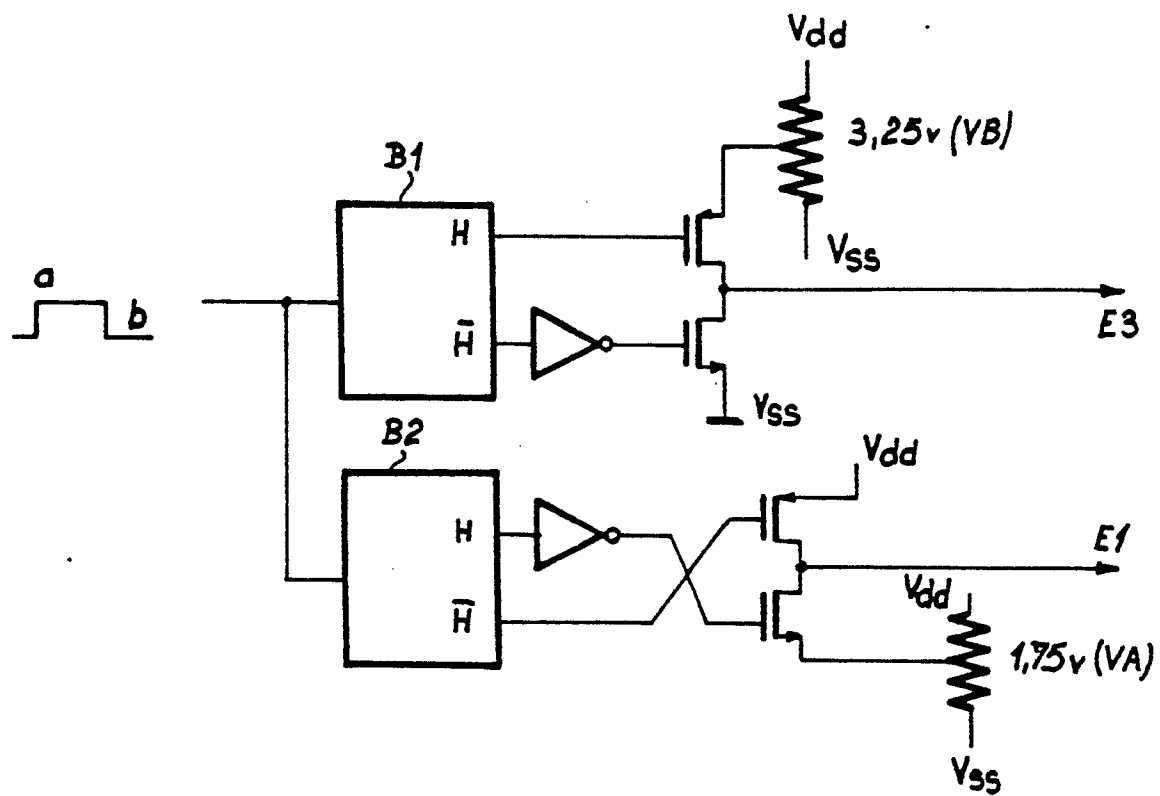 Vdd
3,25v (VB)
B1
H
a
b
VSS
E3
H̅
VSS
B2
Vdd
H
E1
Vdd
H̅
1,75v (VA)
VSS